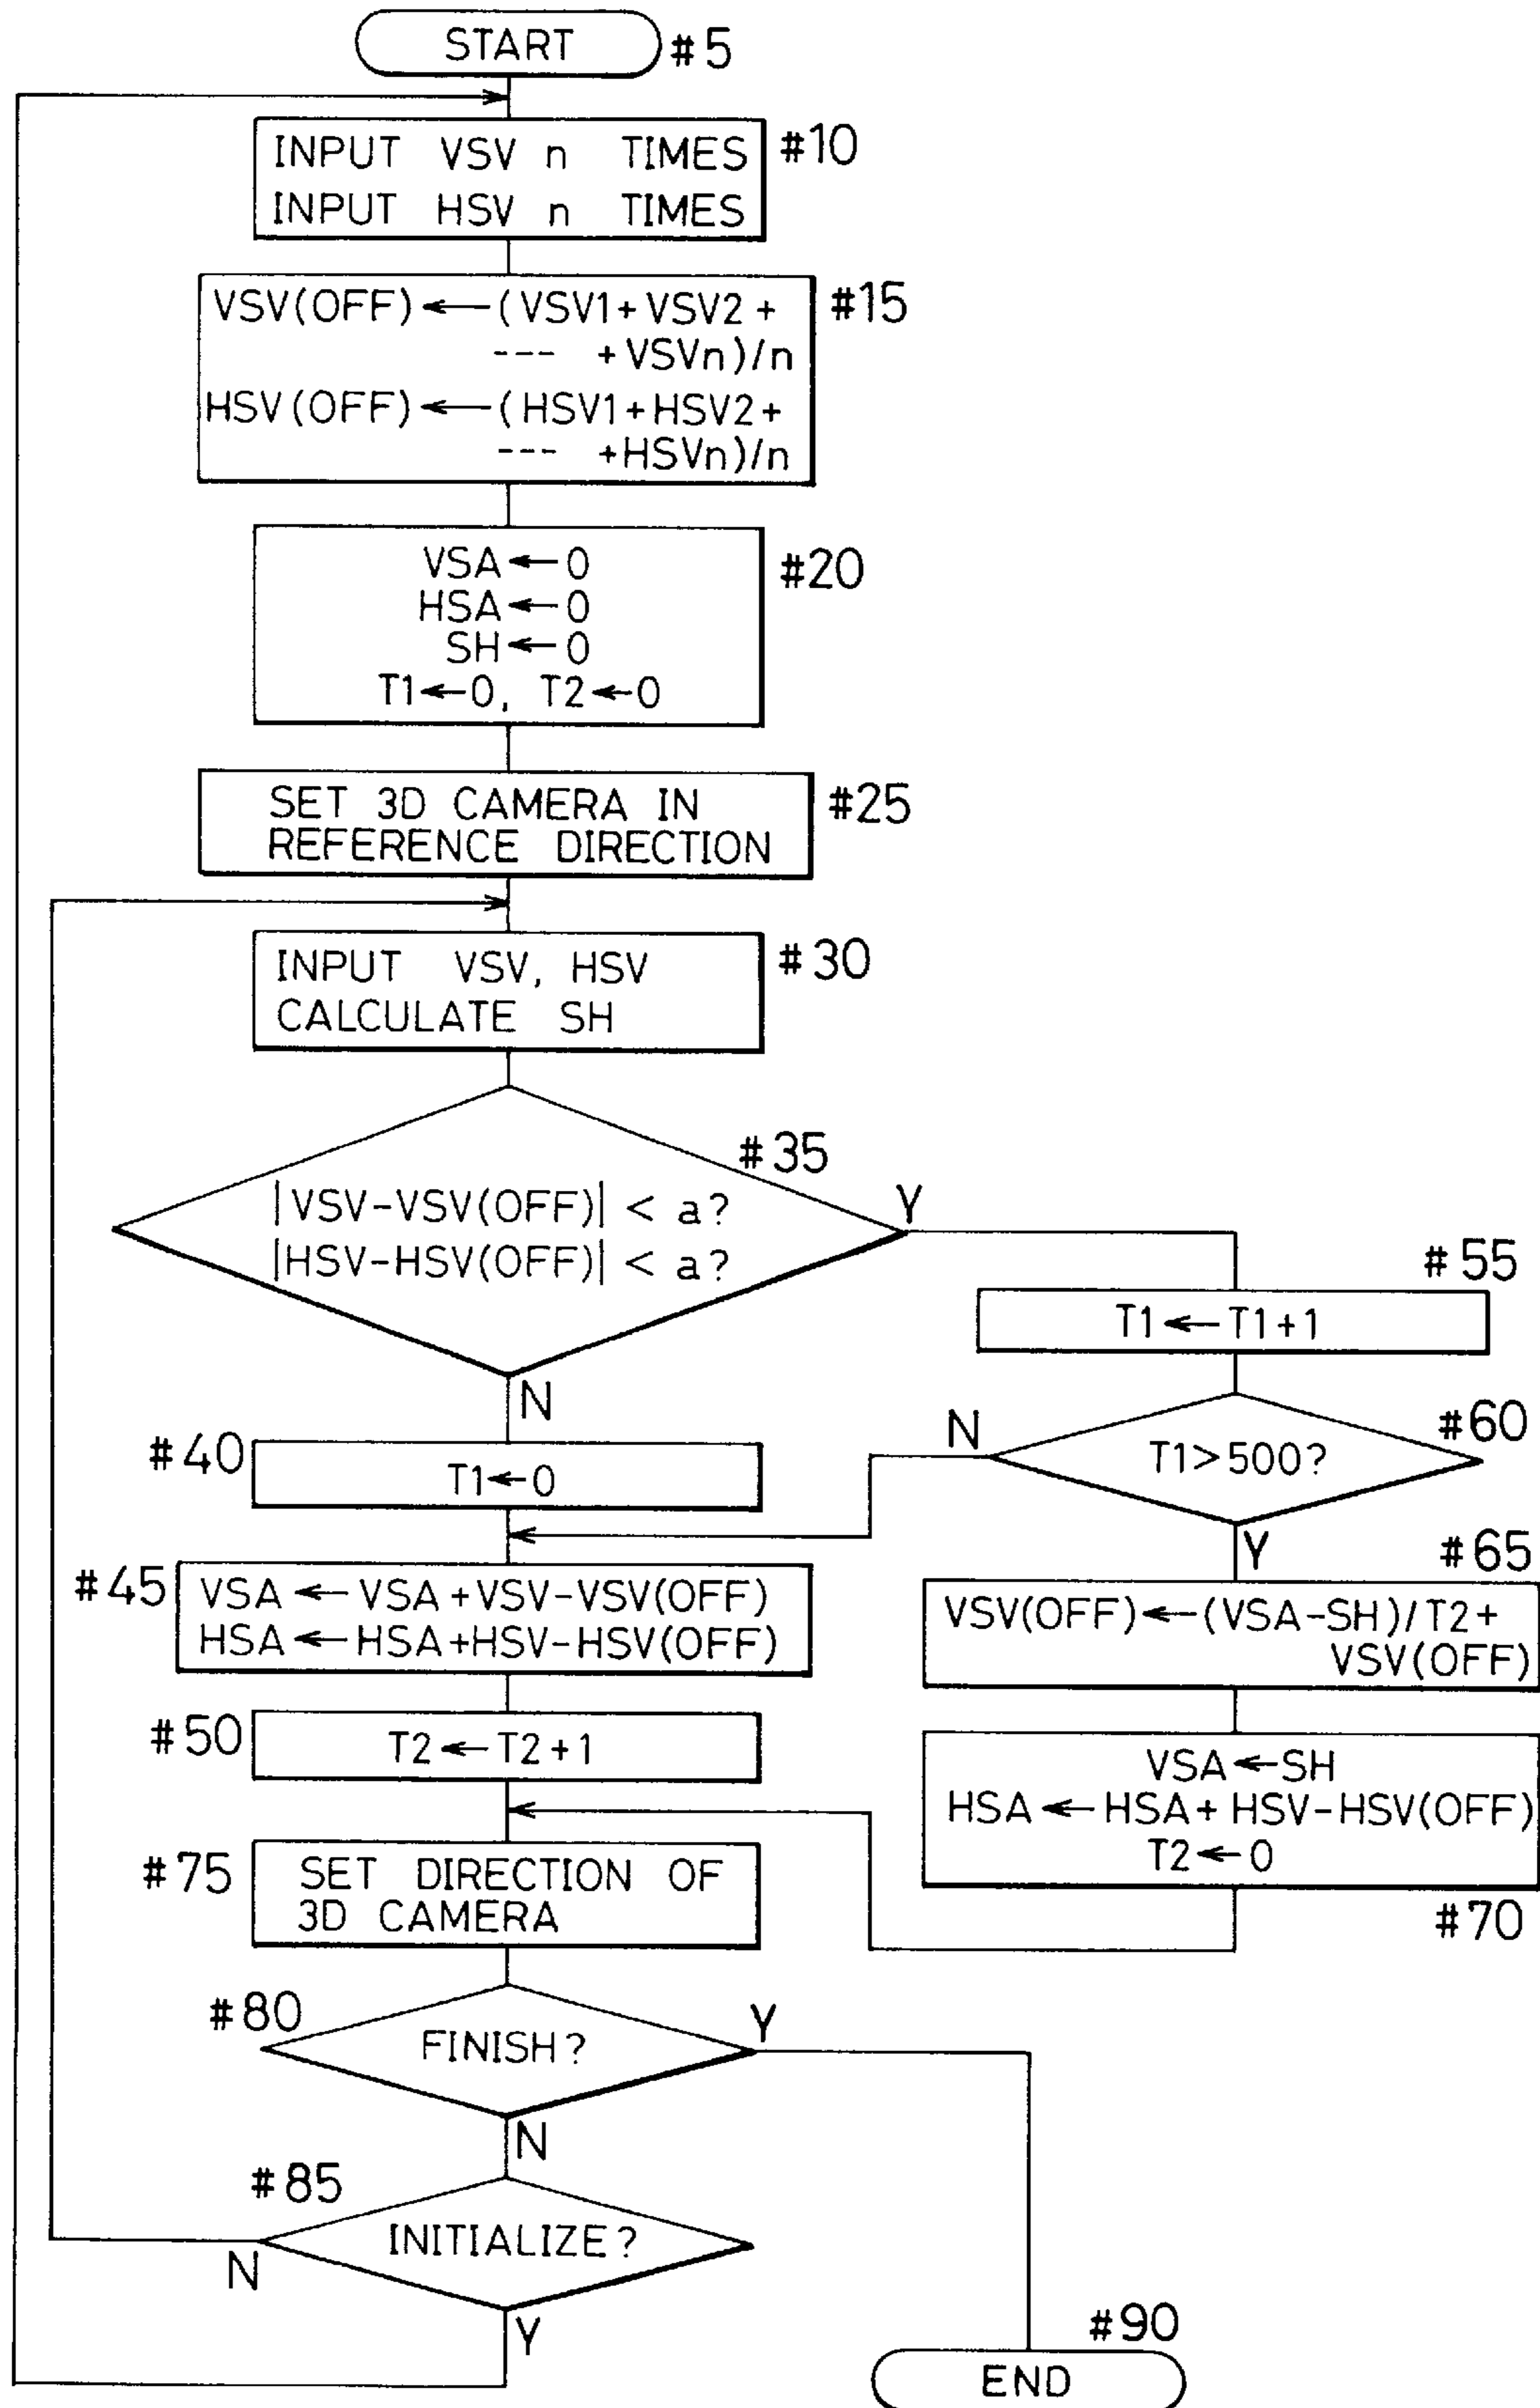 START #5
INPUT VSV n TIMES #10
INPUT HSV n TIMES
VSV(OFF)←(VSV1+VSV2+ #15
--- +VSVn)/n
HSV(OFF)←(HSV1+HSV2+
--- +HSVn)/n
VSA←0 #20
HSA←0
SH←0
T1←0, T2←0
SET 3D CAMERA IN #25
REFERENCE DIRECTION
INPUT VSV, HSV #30
CALCULATE SH
#35
|VSV-VSV(OFF)| < a?
|HSV-HSV(OFF)| < a?
Y
N
#55
T1←T1+1
#40
T1←0
#60
T1>500?
N
Y
#45
VSA←VSA+VSV-VSV(OFF)
HSA←HSA+HSV-HSV(OFF)
#65
VSV(OFF)←(VSA-SH)/T2+
VSV(OFF)
#50
T2←T2+1
VSA←SH
HSA←HSA+HSV-HSV(OFF)
T2←0
#70
#75
SET DIRECTION OF
3D CAMERA
#80
FINISH?
Y
N
#85
INITIALIZE?
N
Y
#90
END